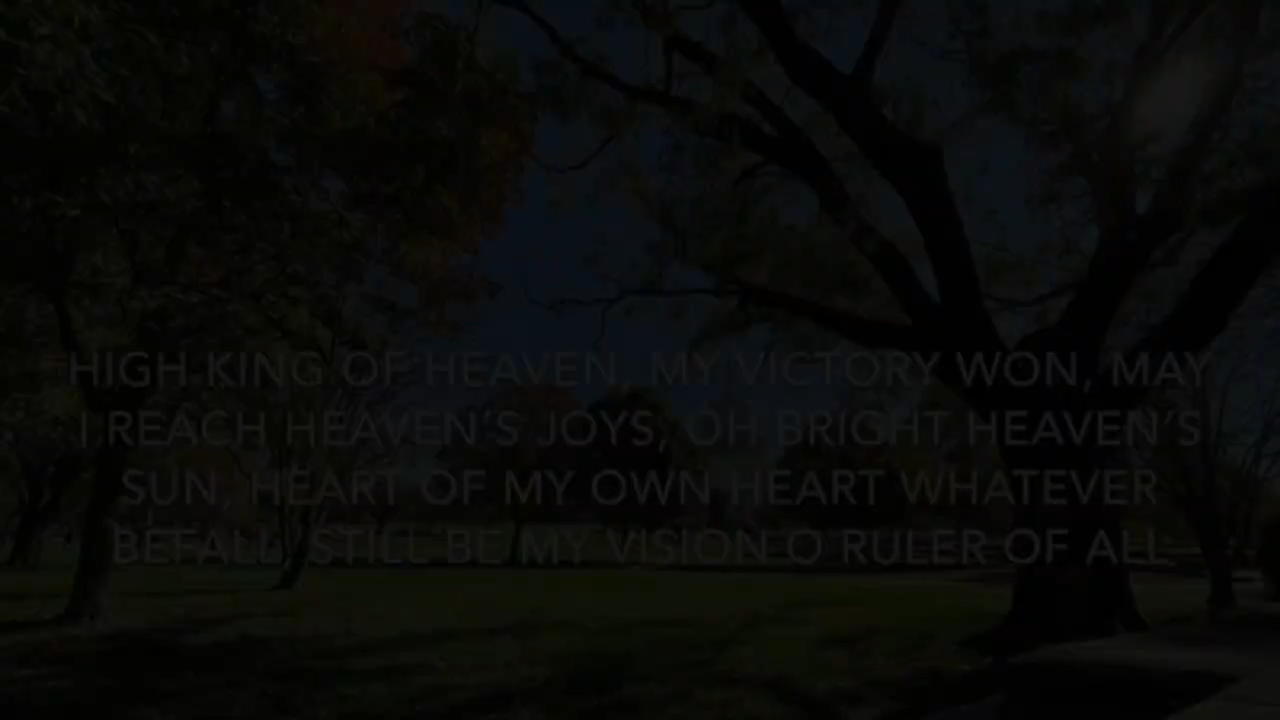 HIGH KING OF HEAVEN, MY VICTORY WON, MAY
I REACH HEAVEN'S JOYS, OH BRIGHT HEAVEN'S
SUN, HEART OF MY OWN HEART WHATEVER
BEFALL, STILL BE MY VISION O RULER OF ALL